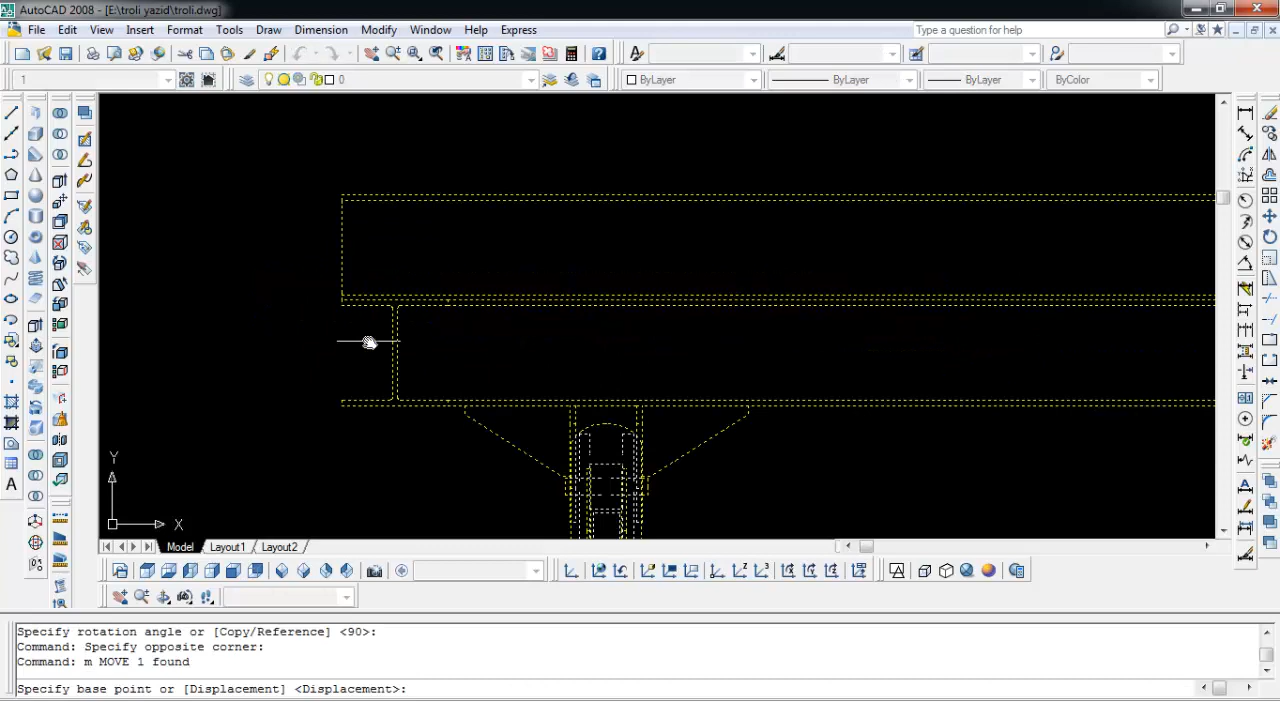 AutoCAD 2008 - [E:\troli yazid\troli.dwg]
File Edit View Insert Format Tools Draw Dimension Modify Window Help Express
Type a question for help
1
0
ByLayer
ByLayer
ByLayer
ByColor
A
Y
X
Model Layout1 Layout2
Specify rotation angle or [Copy/Reference] <90>:
Command: Specify opposite corner:
Command: m MOVE 1 found
Specify base point or [Displacement] <Displacement>: